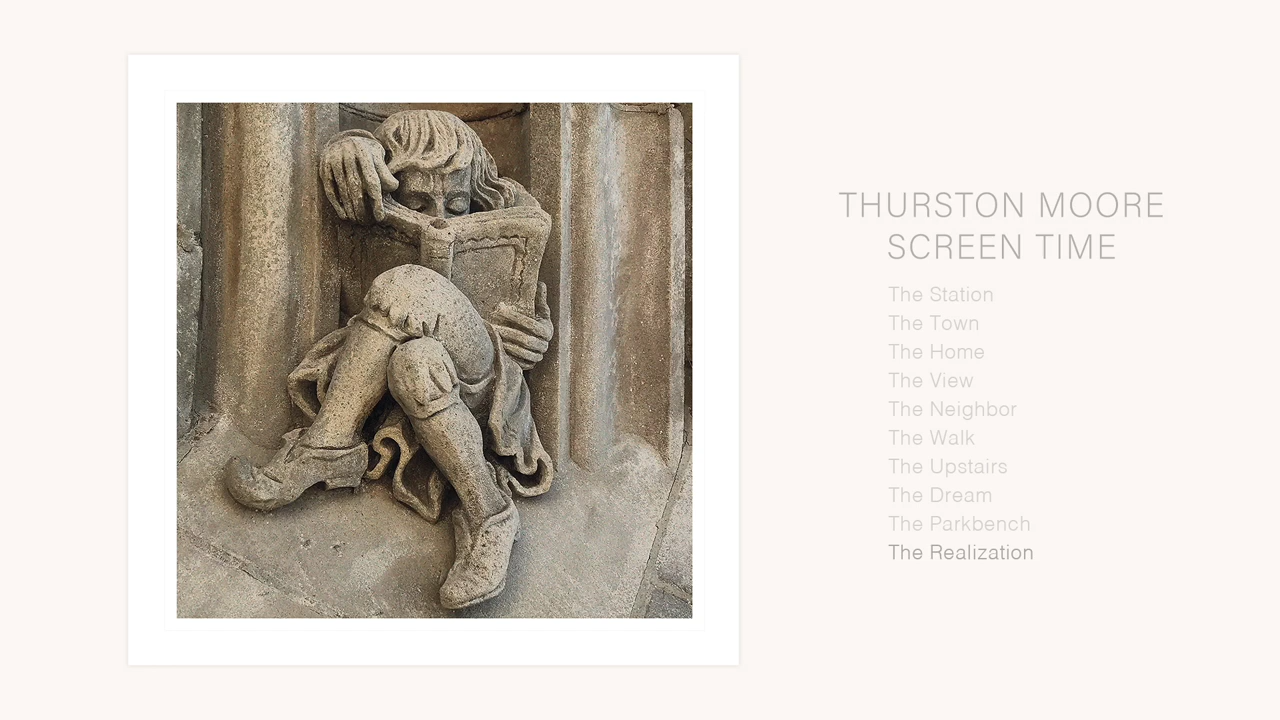 THURSTON MOORE
SCREEN TIME
The Station
The Town
The Home
The View
The Neighbor
The Walk
The Upstairs
The Dream
The Parkbench
The Realization